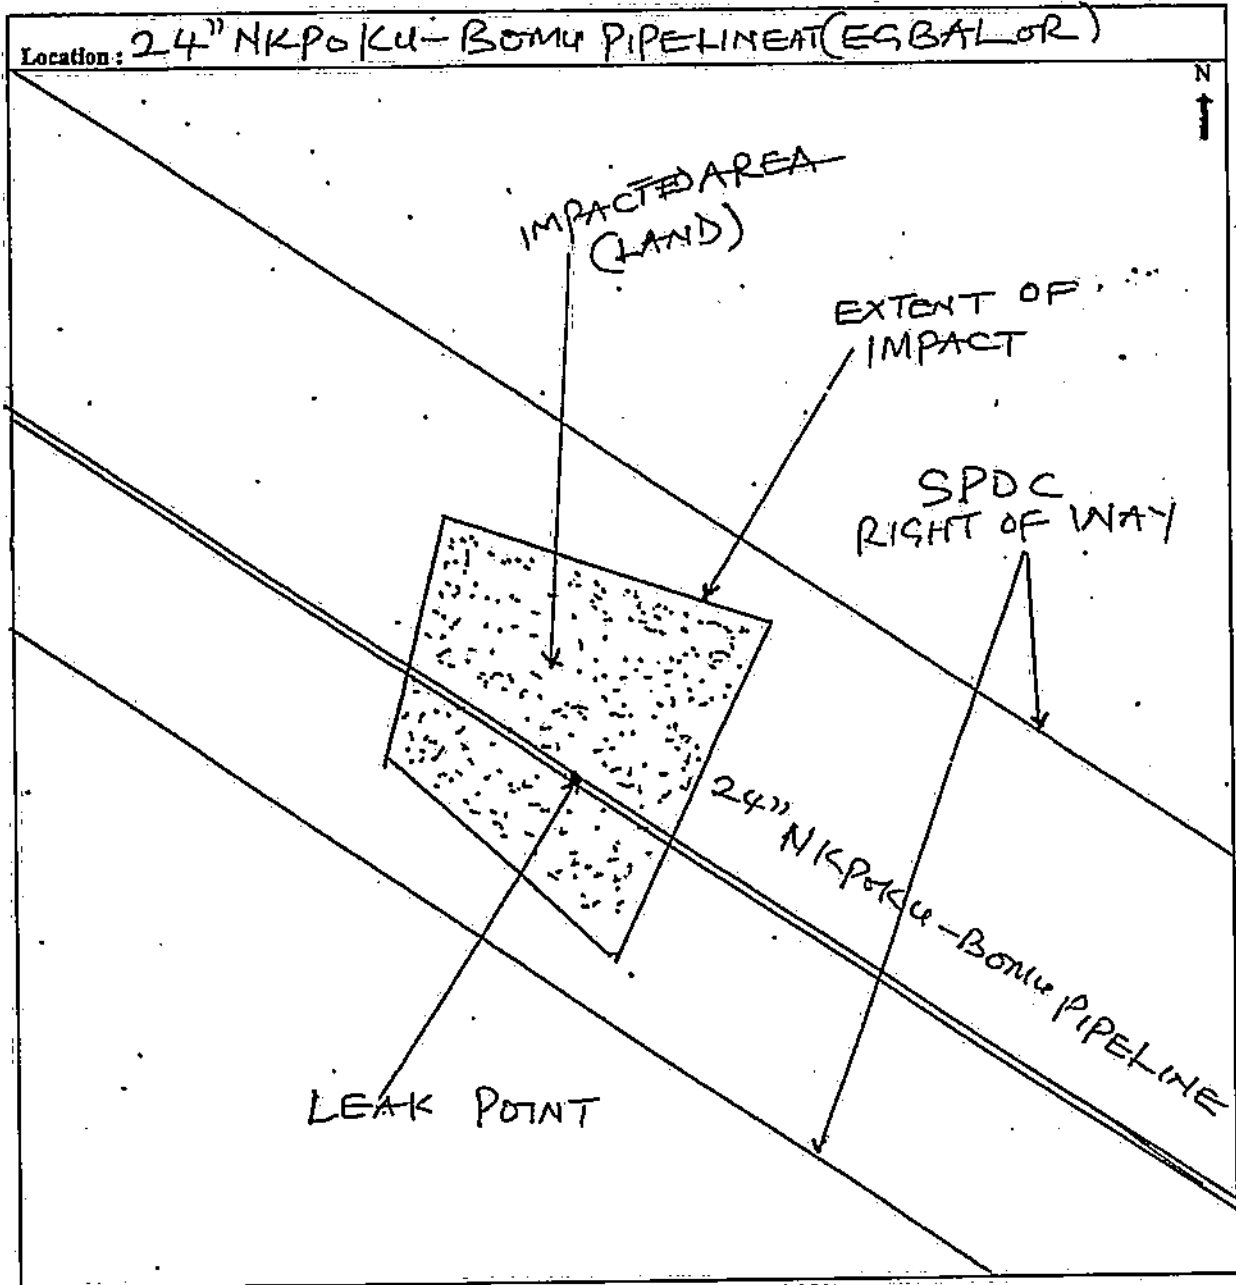 Location : 24" NKPOKU-BOMU PIPELINE AT (EGBALOR)
N
IMPACTED AREA
(LAND)
EXTENT OF
IMPACT
SPDC
RIGHT OF WAY
24" NKPOKU-BOMU PIPELINE
LEAK POINT